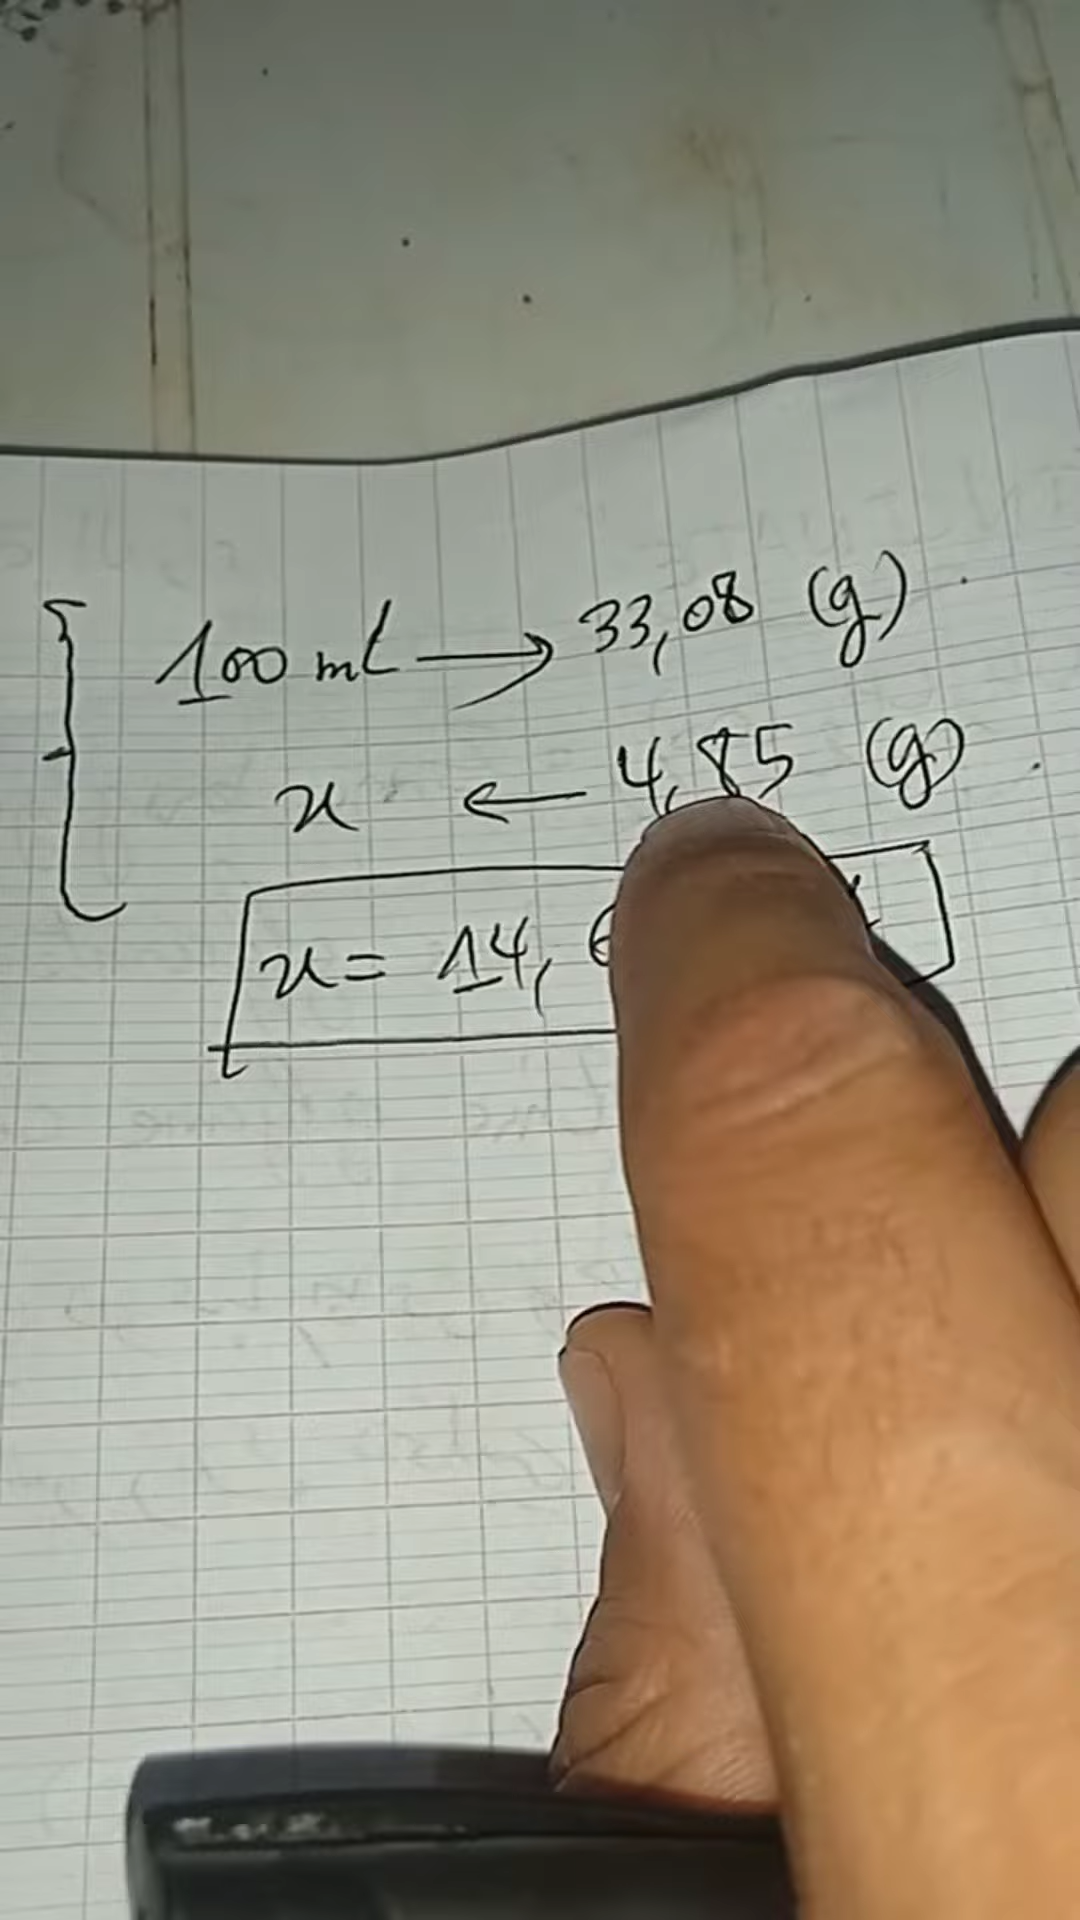 100 ml → 33,08 (g)
x ← 4,85 (g)
x = 14,